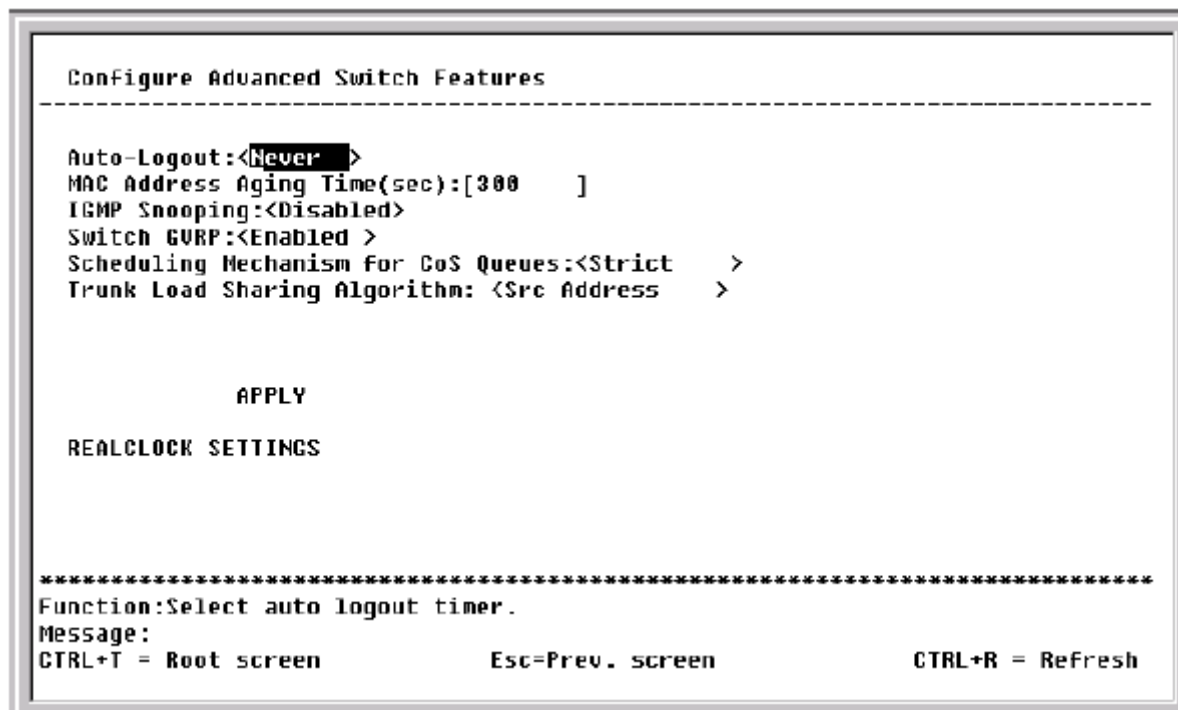 Configure Advanced Switch Features
--------------------------------------------------------------------------------
Auto-Logout:<Never   >
MAC Address Aging Time(sec):[300    ]
IGMP Snooping:<Disabled>
Switch GVRP:<Enabled >
Scheduling Mechanism for CoS Queues:<Strict     >
Trunk Load Sharing Algorithm: <Src Address    >
APPLY
REALCLOCK SETTINGS
********************************************************************************
Function:Select auto logout timer.
Message:
CTRL+T = Root screen            Esc=Prev. screen              CTRL+R = Refresh